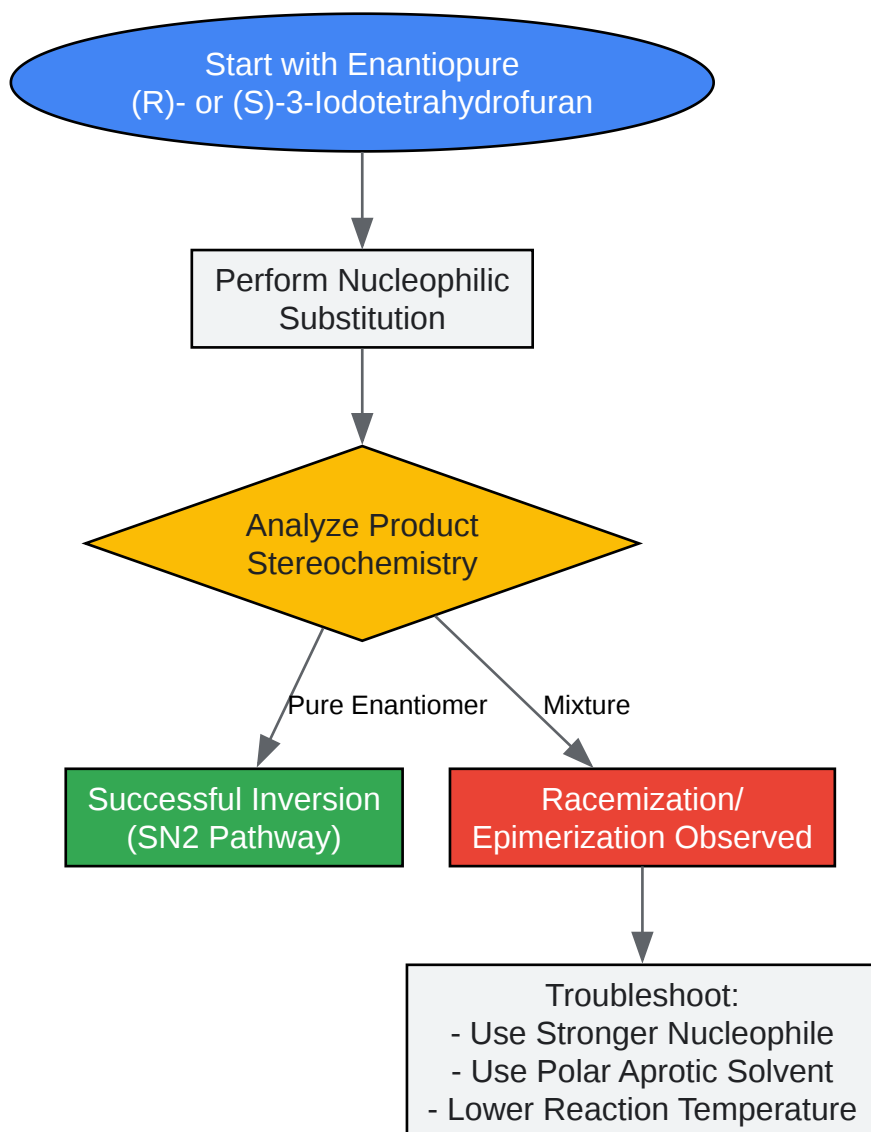 Start with Enantiopure
(R)- or (S)-3-Iodotetrahydrofuran
Perform Nucleophilic
Substitution
Analyze Product
Stereochemistry
Pure Enantiomer
Mixture
Successful Inversion
(SN2 Pathway)
Racemization/
Epimerization Observed
Troubleshoot:
- Use Stronger Nucleophile
- Use Polar Aprotic Solvent
- Lower Reaction Temperature